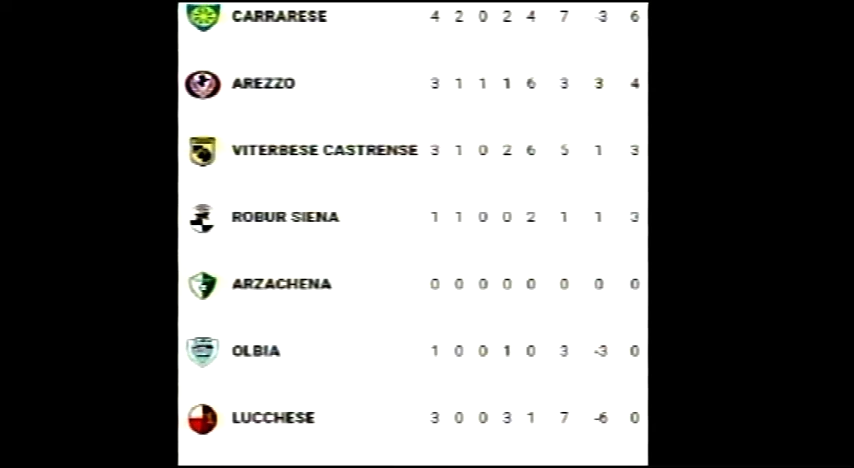 CARRARESE 4 2 0 2 4 7 -3 6
AREZZO 3 1 1 1 6 3 3 4
VITERBESE CASTRENSE 3 1 0 2 6 5 1 3
ROBUR SIENA 1 1 0 0 2 1 1 3
ARZACHENA 0 0 0 0 0 0 0 0
OLBIA 1 0 0 1 0 3 -3 0
LUCCHESE 3 0 0 3 1 7 -6 0